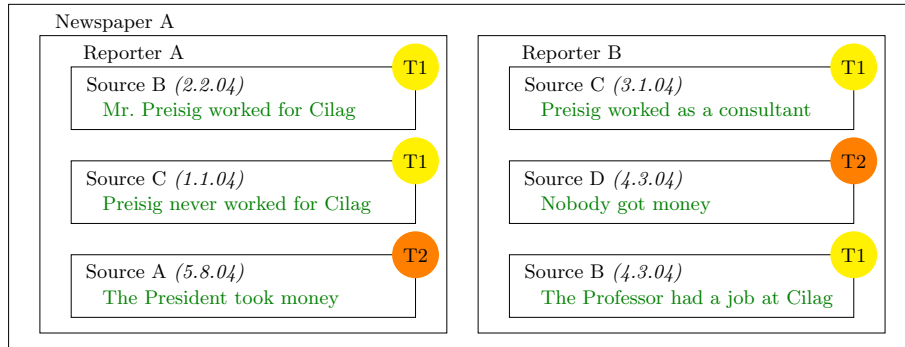 Newspaper A
Reporter A
T1
Source B (2.2.04)
Mr. Preisig worked for Cilag
T1
Source C (1.1.04)
Preisig never worked for Cilag
T2
Source A (5.8.04)
The President took money
Reporter B
T1
Source C (3.1.04)
Preisig worked as a consultant
T2
Source D (4.3.04)
Nobody got money
T1
Source B (4.3.04)
The Professor had a job at Cilag